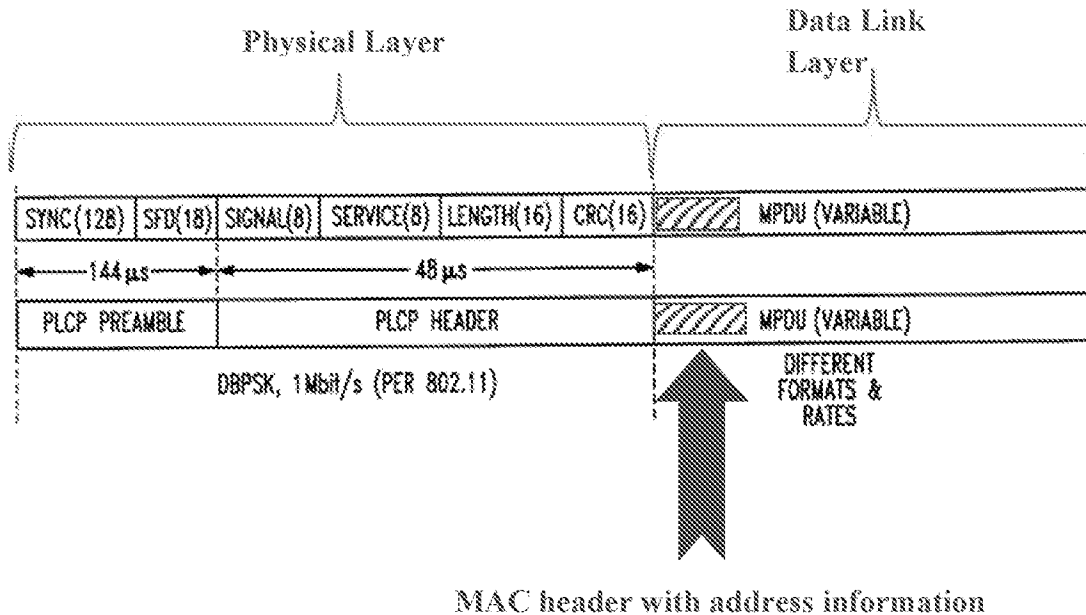 Physical Layer
Data Link
Layer
SYNC(128) SFD(18) SIGNAL(8) SERVICE(8) LENGTH(16) CRC(16) MPDU (VARIABLE)
144 µs 48 µs
PLCP PREAMBLE PLCP HEADER MPDU (VARIABLE)
DBPSK, 1Mbit/s (PER 802.11)
DIFFERENT
FORMATS &
RATES
MAC header with address information